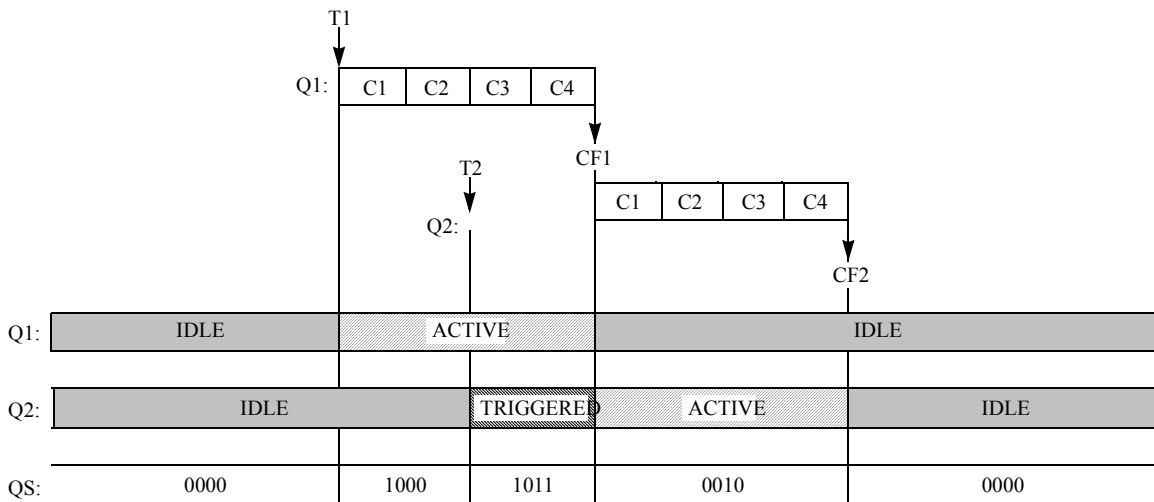 T1
Q1: C1 C2 C3 C4
CF1
T2
C1 C2 C3 C4
Q2:
CF2
Q1: IDLE ACTIVE IDLE
Q2: IDLE TRIGGERED ACTIVE IDLE
QS: 0000 1000 1011 0010 0000